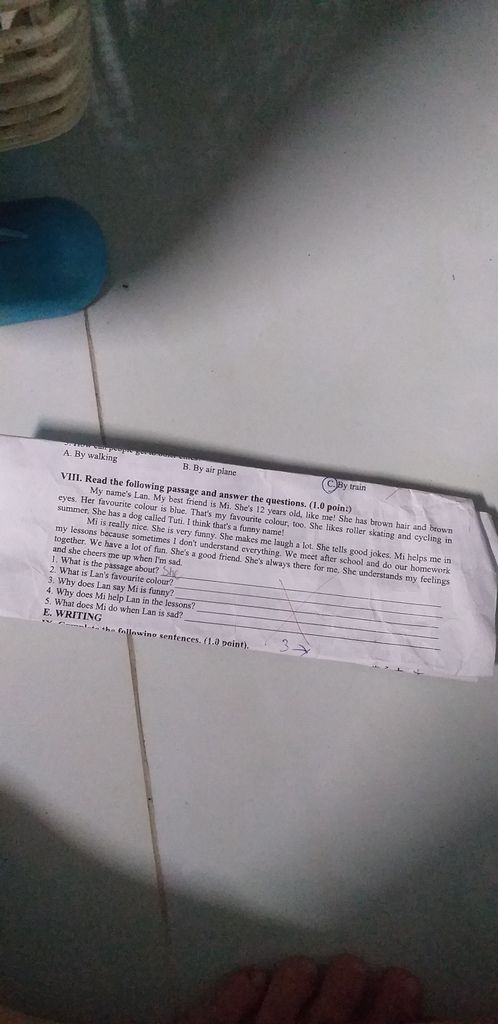 A. By walking
B. By air plane
C. By train
VIII. Read the following passage and answer the questions. (1.0 point)
My name's Lan. My best friend is Mi. She's 12 years old, like me! She has brown hair and brown
eyes. Her favourite colour is blue. That's my favourite colour, too. She likes roller skating and cycling in
summer. She has a dog called Tuti. I think that's a funny name!
Mi is really nice. She is very funny. She makes me laugh a lot. She tells good jokes. Mi helps me in
my lessons because sometimes I don't understand everything. We meet after school and do our homework
together. We have a lot of fun. She's a good friend. She's always there for me. She understands my feelings
and she cheers me up when I'm sad.
1. What is the passage about? She
2. What is Lan's favourite colour?
3. Why does Lan say Mi is funny?
4. Why does Mi help Lan in the lessons?
5. What does Mi do when Lan is sad?
E. WRITING
the following sentences. (1.0 point).
3